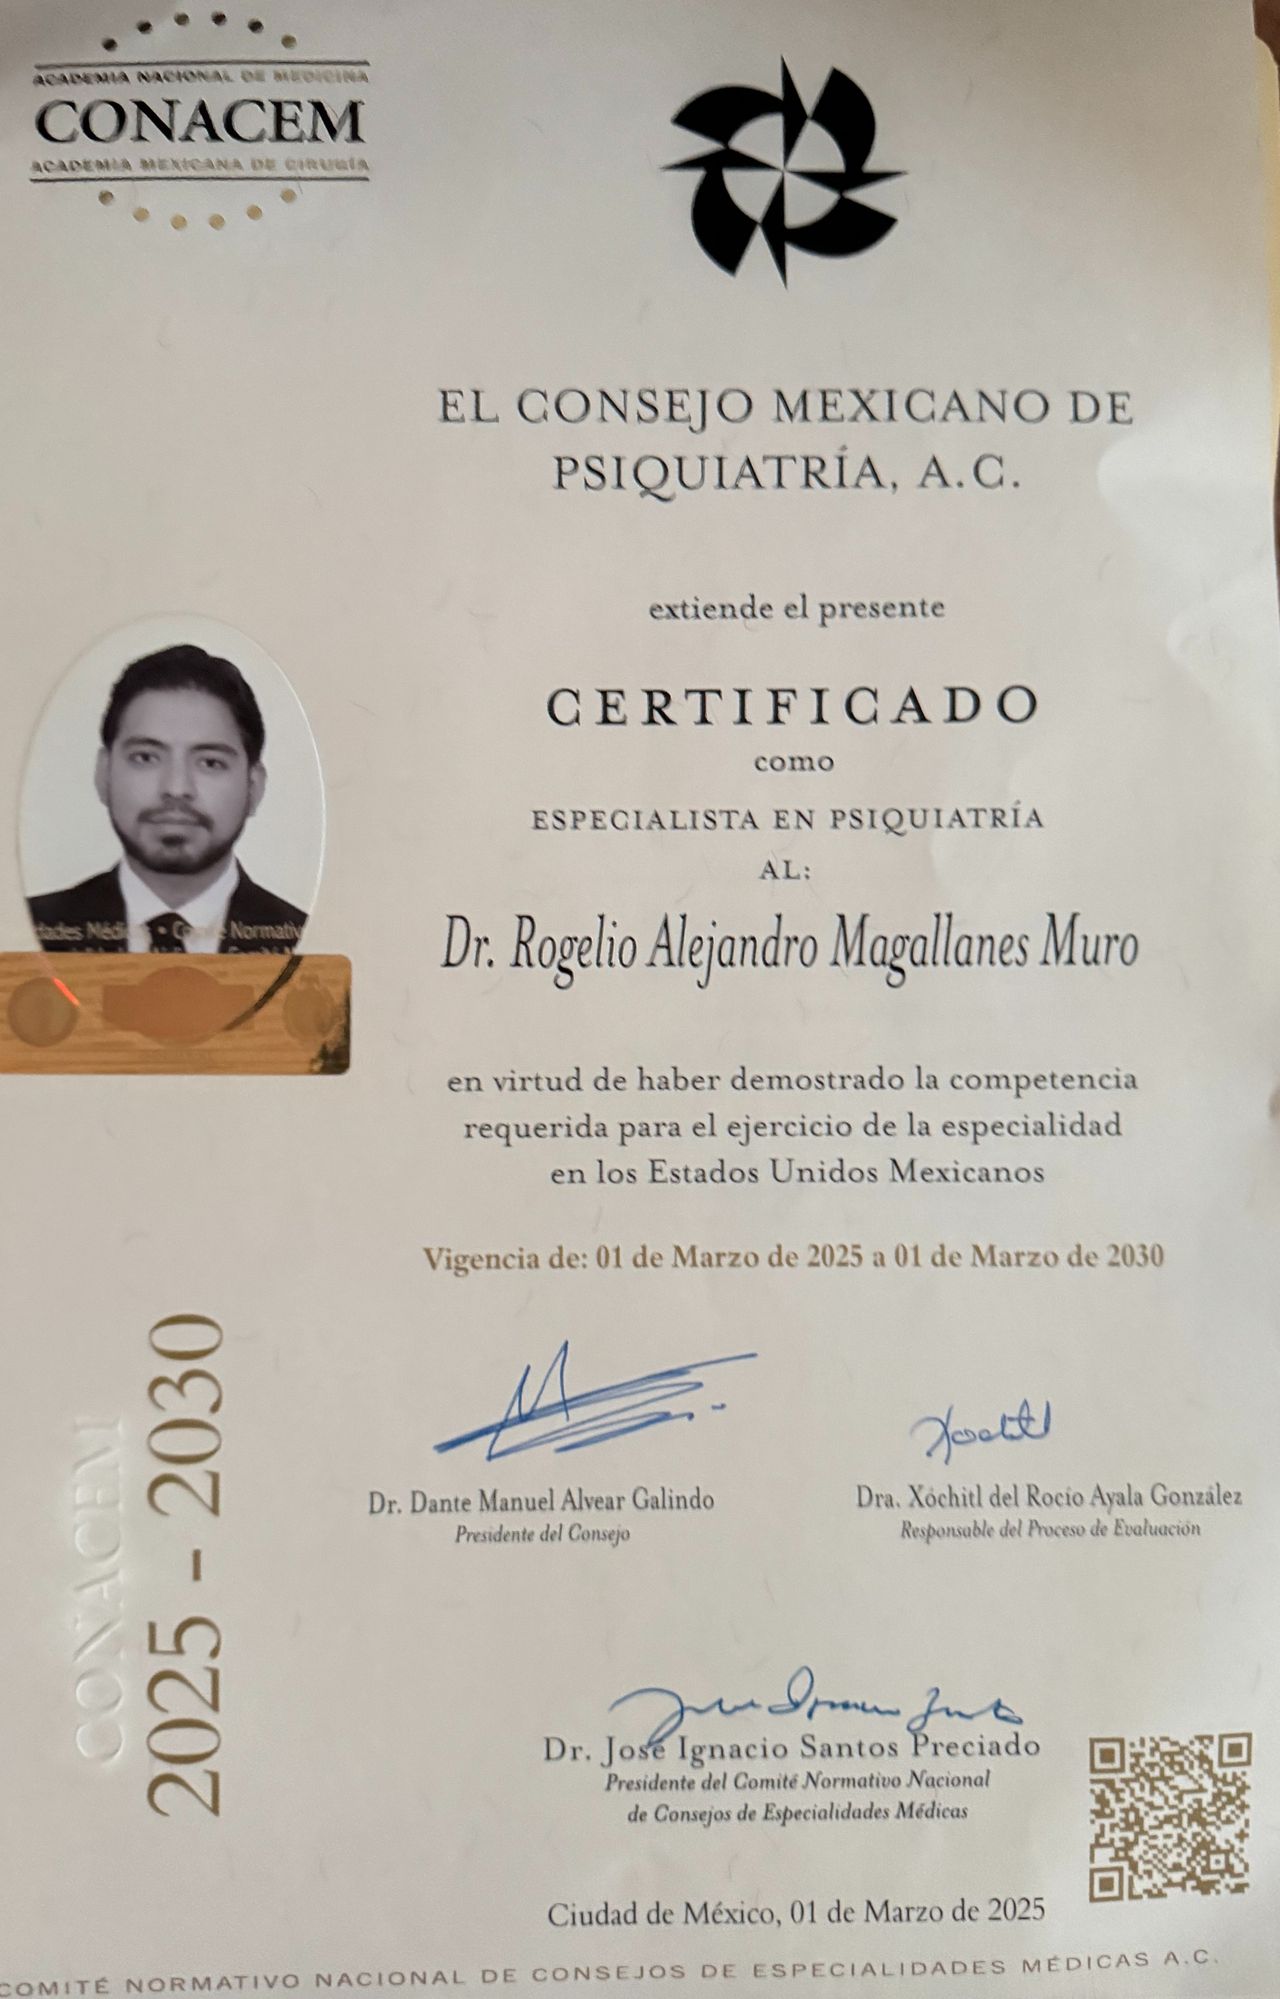 ACADEMIA NACIONAL DE MEDICINA
CONACEM
ACADEMIA MEXICANA DE CIRUGÍA
EL CONSEJO MEXICANO DE
PSIQUIATRÍA, A.C.
extiende el presente
CERTIFICADO
como
ESPECIALISTA EN PSIQUIATRÍA
AL:
Dr. Rogelio Alejandro Magallanes Muro
Normativ
en virtud de haber demostrado la competencia
requerida para el ejercicio de la especialidad
en los Estados Unidos Mexicanos
Vigencia de: 01 de Marzo de 2025 a 01 de Marzo de 2030
CONACEM
2025 - 2030
Xochitl
Dr. Dante Manuel Alvear Galindo
Presidente del Consejo
Dra. Xóchitl del Rocío Ayala González
Responsable del Proceso de Evaluación
Dr. José Ignacio Santos Preciado
Presidente del Comité Normativo Nacional
de Consejos de Especialidades Médicas
Ciudad de México, 01 de Marzo de 2025
COMITÉ NORMATIVO NACIONAL DE CONSEJOS DE ESPECIALIDADES MÉDICAS A.C.